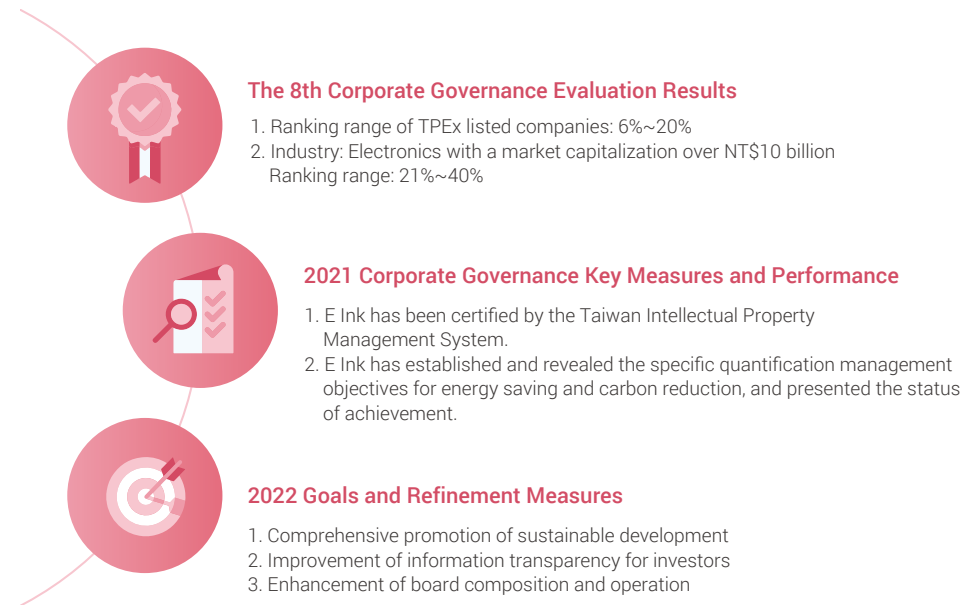 The 8th Corporate Governance Evaluation Results
1. Ranking range of TPEx listed companies: 6%~20%
2. Industry: Electronics with a market capitalization over NT$10 billion
Ranking range: 21%~40%
2021 Corporate Governance Key Measures and Performance
1. E Ink has been certified by the Taiwan Intellectual Property
Management System.
2. E Ink has established and revealed the specific quantification management
objectives for energy saving and carbon reduction, and presented the status
of achievement.
2022 Goals and Refinement Measures
1. Comprehensive promotion of sustainable development
2. Improvement of information transparency for investors
3. Enhancement of board composition and operation